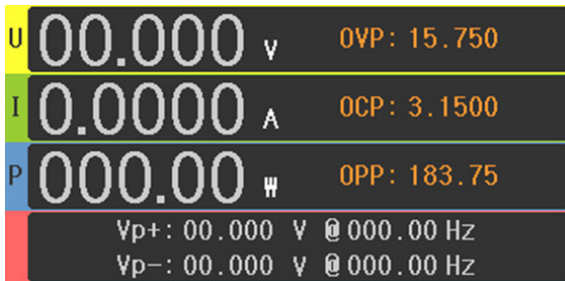 U 00.000 V OVP: 15.750
I 0.0000 A OCP: 3.1500
P 000.00 W OPP: 183.75
Vp+: 00.000 V @000.00 Hz
Vp-: 00.000 V @000.00 Hz